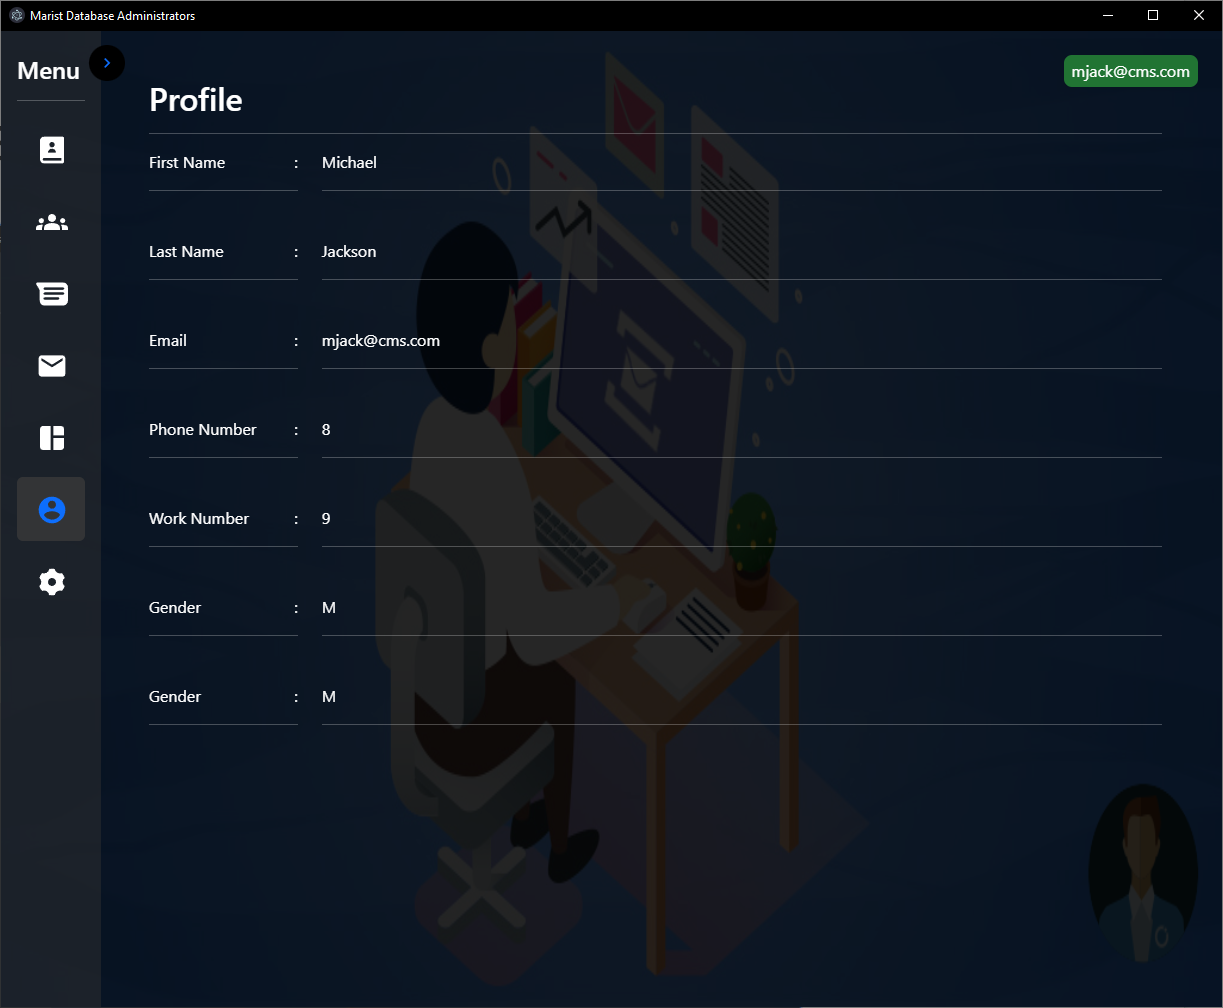 Marist Database Administrators
Menu
mjack@cms.com
Profile
First Name : Michael
Last Name : Jackson
Email : mjack@cms.com
Phone Number : 8
Work Number : 9
Gender : M
Gender : M